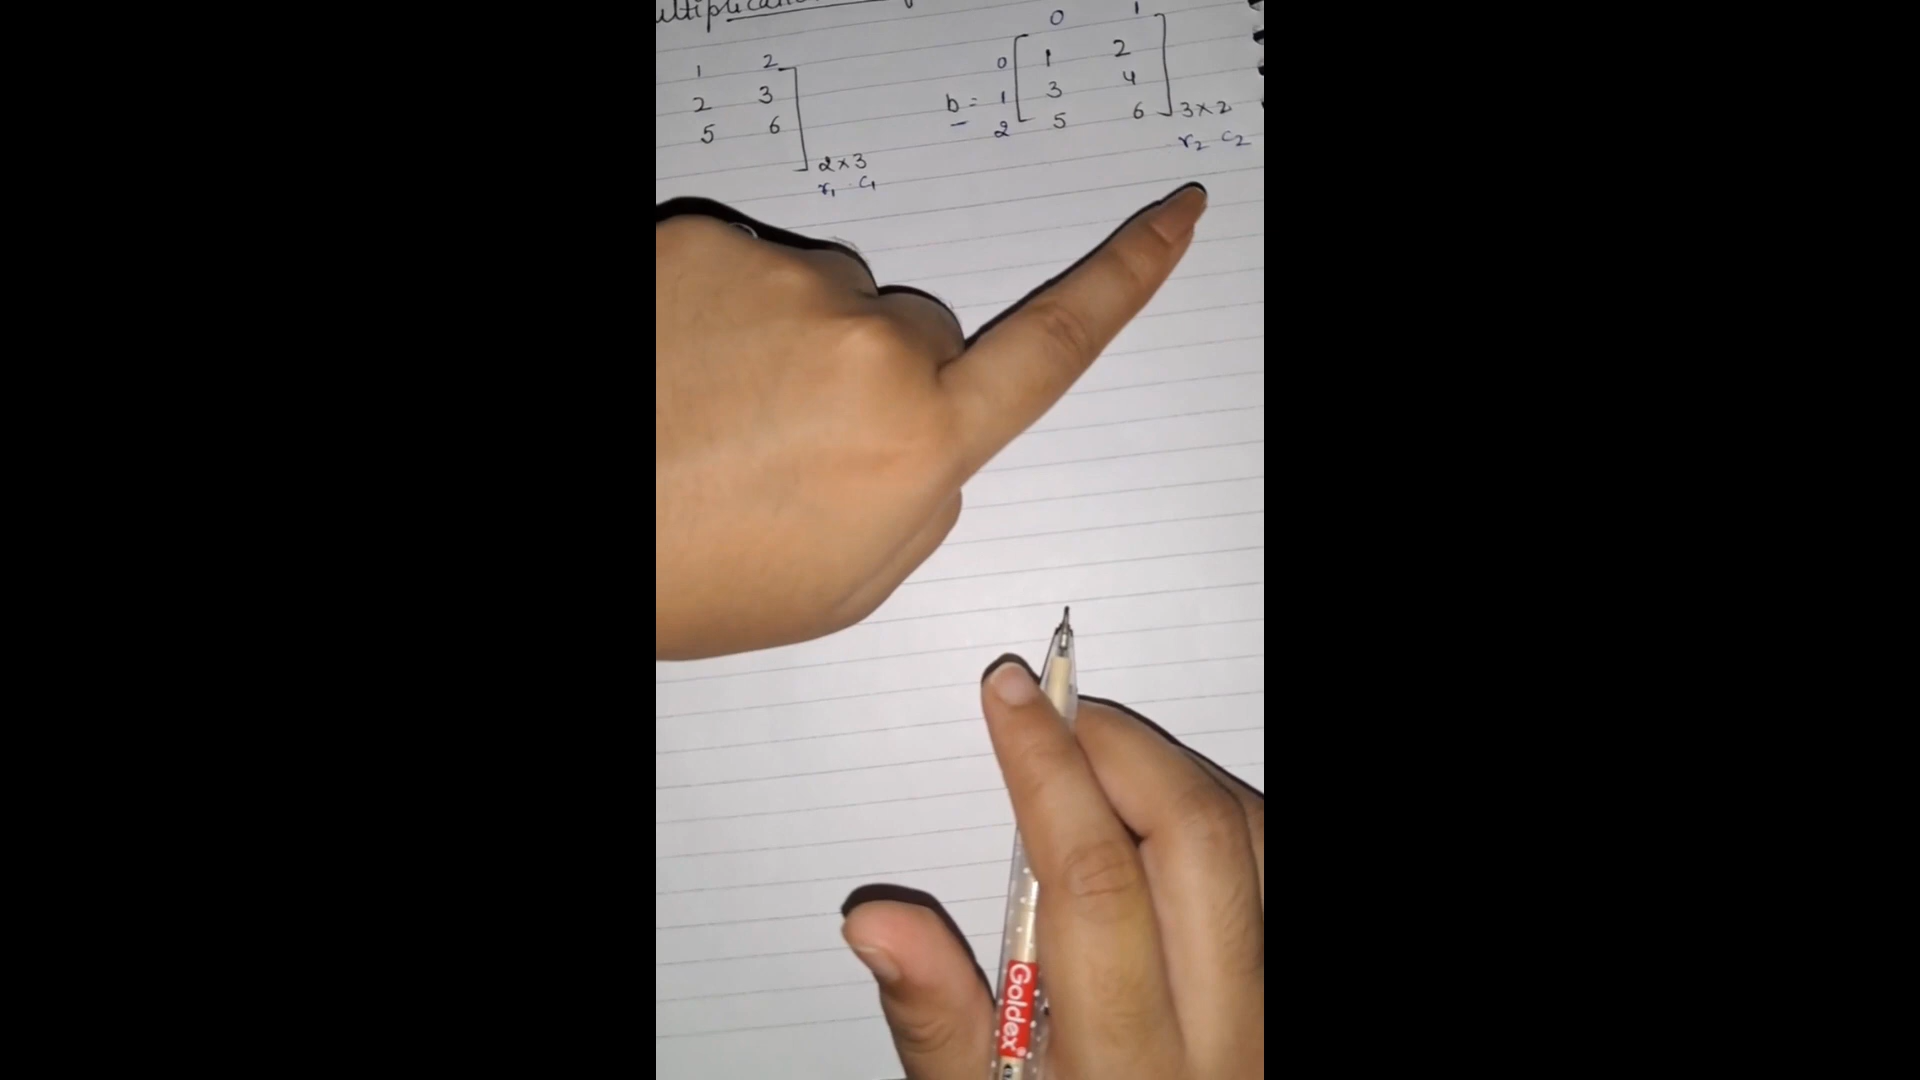 1 2
2 3
5 6
2×3
r₁ c₁
0 1
0 1 2
b = 1 3 4
2 5 6
3×2
r₂ c₂
Goldex